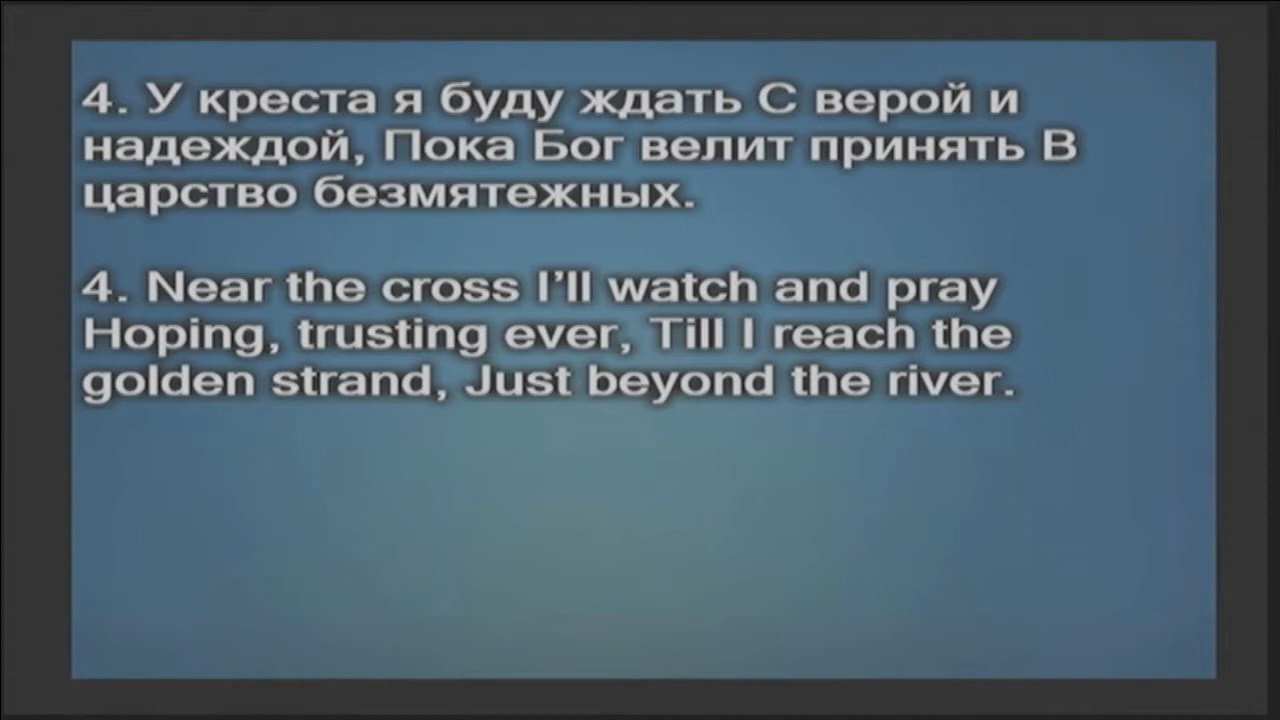 4. У креста я буду ждать С верой и
надеждой, Пока Бог велит принять В
царство безмятежных.
4. Near the cross I’ll watch and pray
Hoping, trusting ever, Till I reach the
golden strand, Just beyond the river.